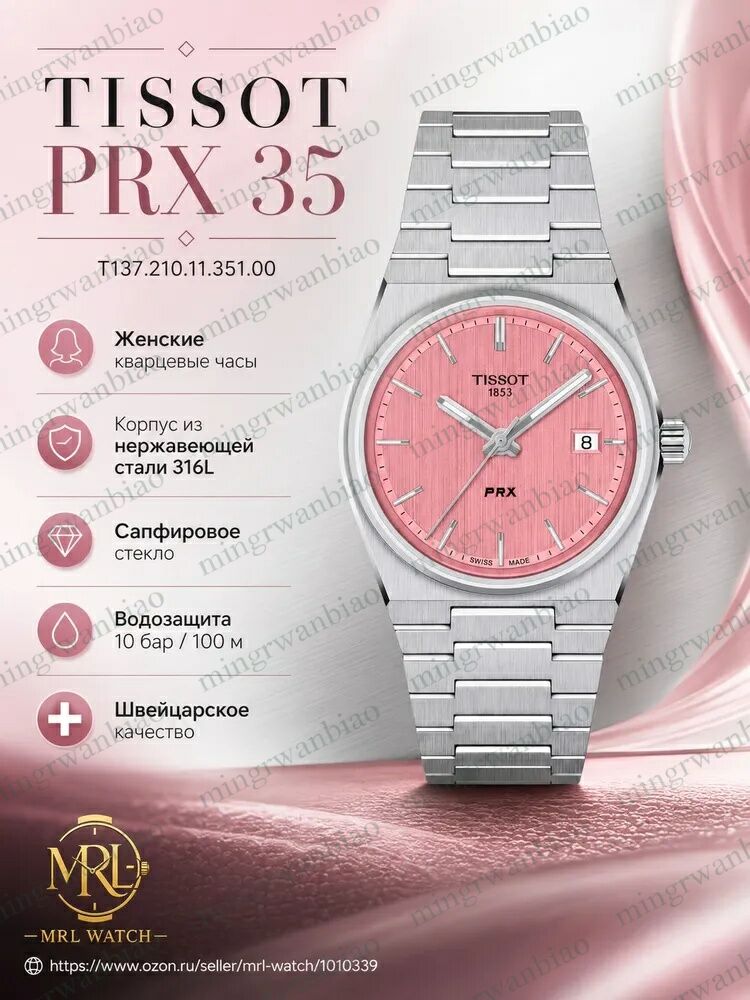 TISSOT
PRX 35
T137.210.11.351.00
Женские
кварцевые часы
Корпус из
нержавеющей
стали 316L
Сапфировое
стекло
Водозащита
10 бар / 100 м
Швейцарское
качество
TISSOT
1853
8
PRX
SWISS MADE
MRL
MRL WATCH
https://www.ozon.ru/seller/mrl-watch/1010339
mingrwanbiao